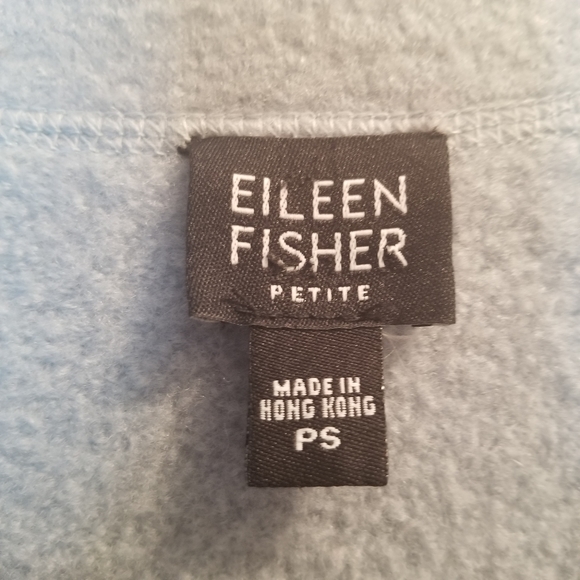 EILEEN
FISHER
PETITE
MADE IN
HONG KONG
PS